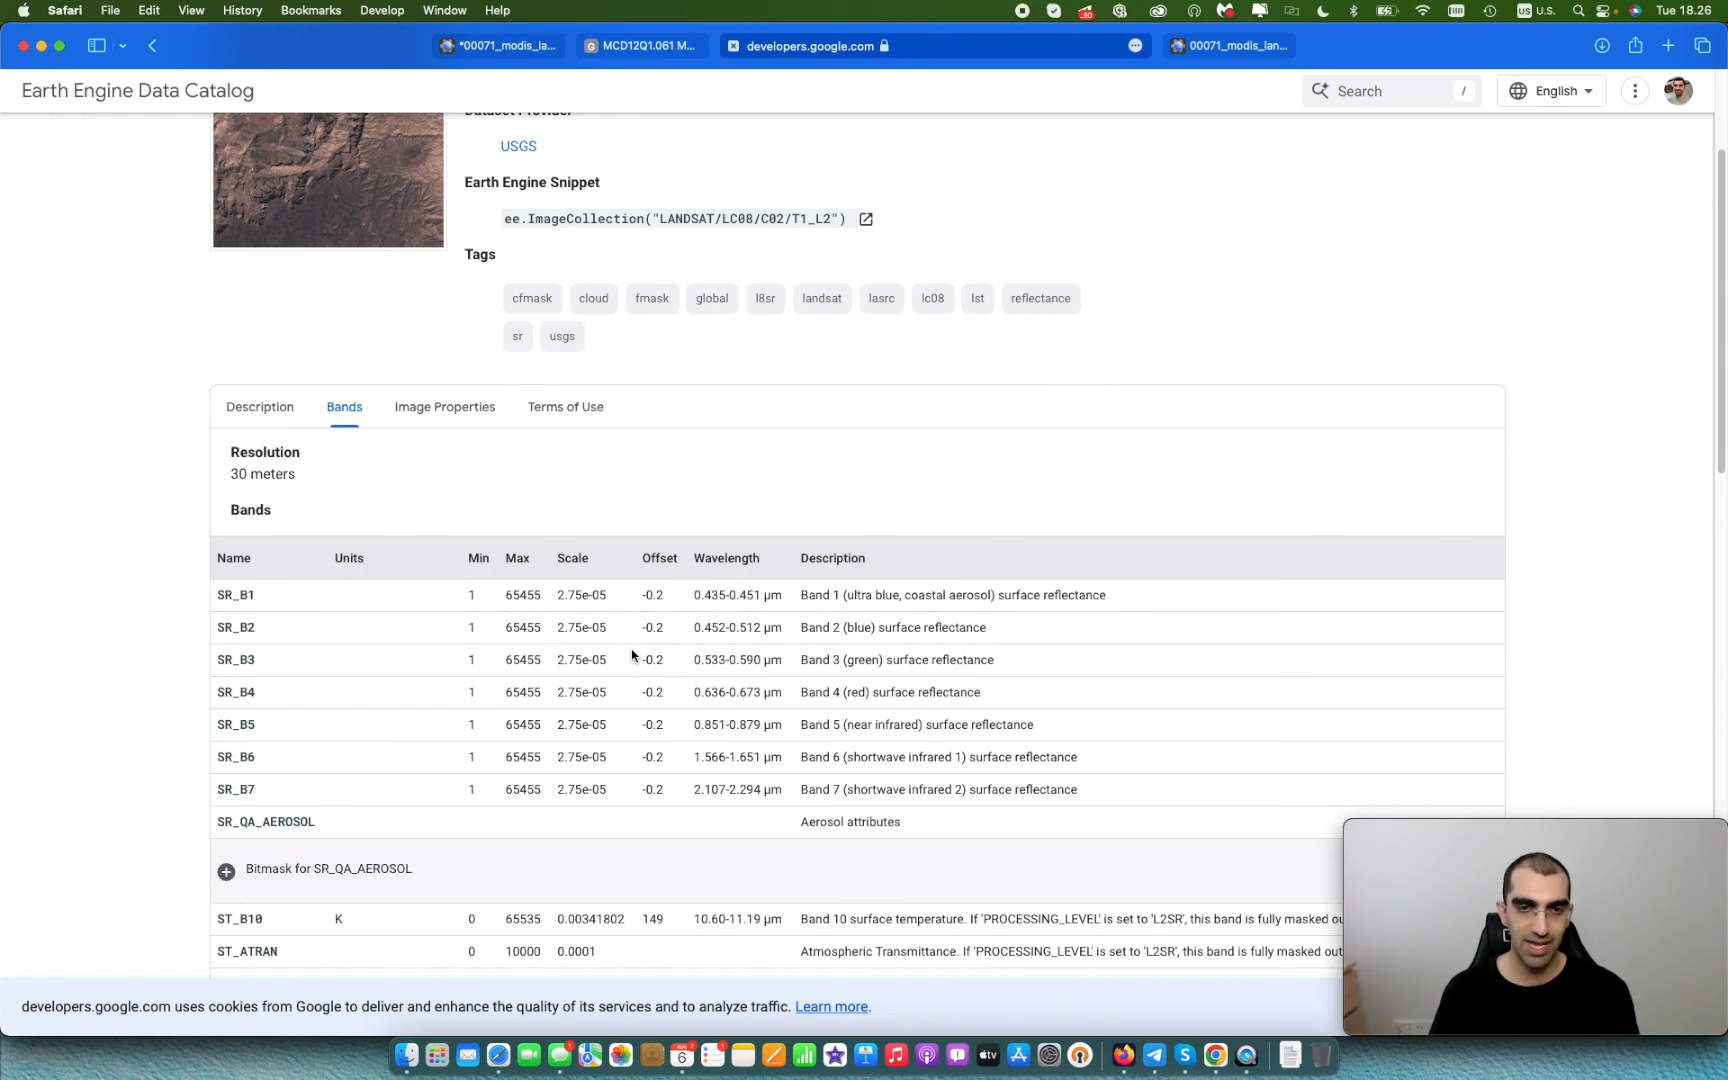 Safari File Edit View History Bookmarks Develop Window Help U.S. Tue 18.26
*00071_modis_la... MCD12Q1.061 M... developers.google.com 00071_modis_lan...
Earth Engine Data Catalog Search / English
USGS
Earth Engine Snippet
ee.ImageCollection("LANDSAT/LC08/C02/T1_L2")
Tags
cfmask cloud fmask global l8sr landsat lasrc lc08 lst reflectance
sr usgs
Description Bands Image Properties Terms of Use
Resolution
30 meters
Bands
Name Units Min Max Scale Offset Wavelength Description
SR_B1 1 65455 2.75e-05 -0.2 0.435-0.451 μm Band 1 (ultra blue, coastal aerosol) surface reflectance
SR_B2 1 65455 2.75e-05 -0.2 0.452-0.512 μm Band 2 (blue) surface reflectance
SR_B3 1 65455 2.75e-05 -0.2 0.533-0.590 μm Band 3 (green) surface reflectance
SR_B4 1 65455 2.75e-05 -0.2 0.636-0.673 μm Band 4 (red) surface reflectance
SR_B5 1 65455 2.75e-05 -0.2 0.851-0.879 μm Band 5 (near infrared) surface reflectance
SR_B6 1 65455 2.75e-05 -0.2 1.566-1.651 μm Band 6 (shortwave infrared 1) surface reflectance
SR_B7 1 65455 2.75e-05 -0.2 2.107-2.294 μm Band 7 (shortwave infrared 2) surface reflectance
SR_QA_AEROSOL Aerosol attributes
Bitmask for SR_QA_AEROSOL
ST_B10 K 0 65535 0.00341802 149 10.60-11.19 μm Band 10 surface temperature. If 'PROCESSING_LEVEL' is set to 'L2SR', this band is fully masked ou
ST_ATRAN 0 10000 0.0001 Atmospheric Transmittance. If 'PROCESSING_LEVEL' is set to 'L2SR', this band is fully masked out
developers.google.com uses cookies from Google to deliver and enhance the quality of its services and to analyze traffic. Learn more.